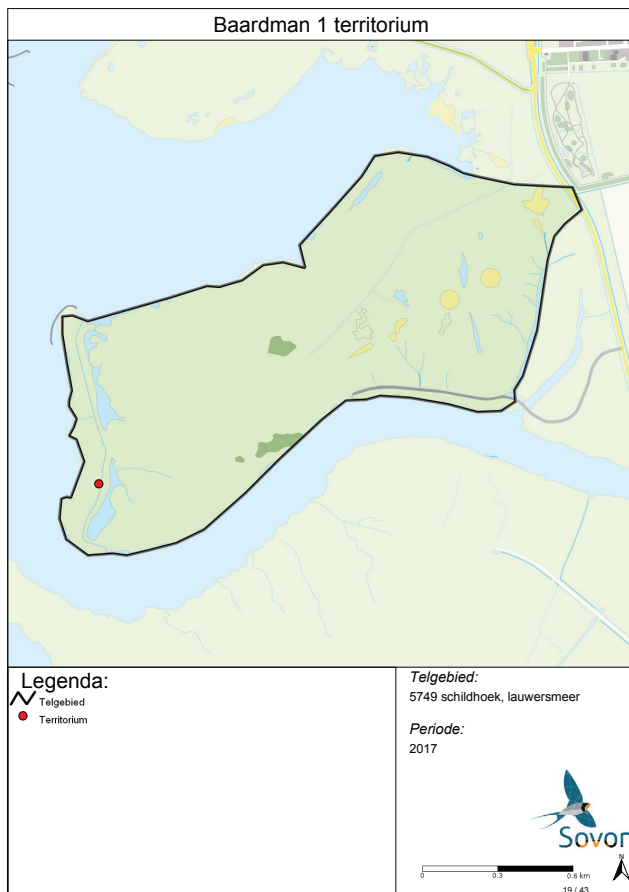 Baardman 1 territorium
Legenda:
Telgebied
Territorium
Telgebied:
5749 schildhoek, lauwersmeer
Periode:
2017
Sovon
N
0 0.3 0.6 km
19 / 43